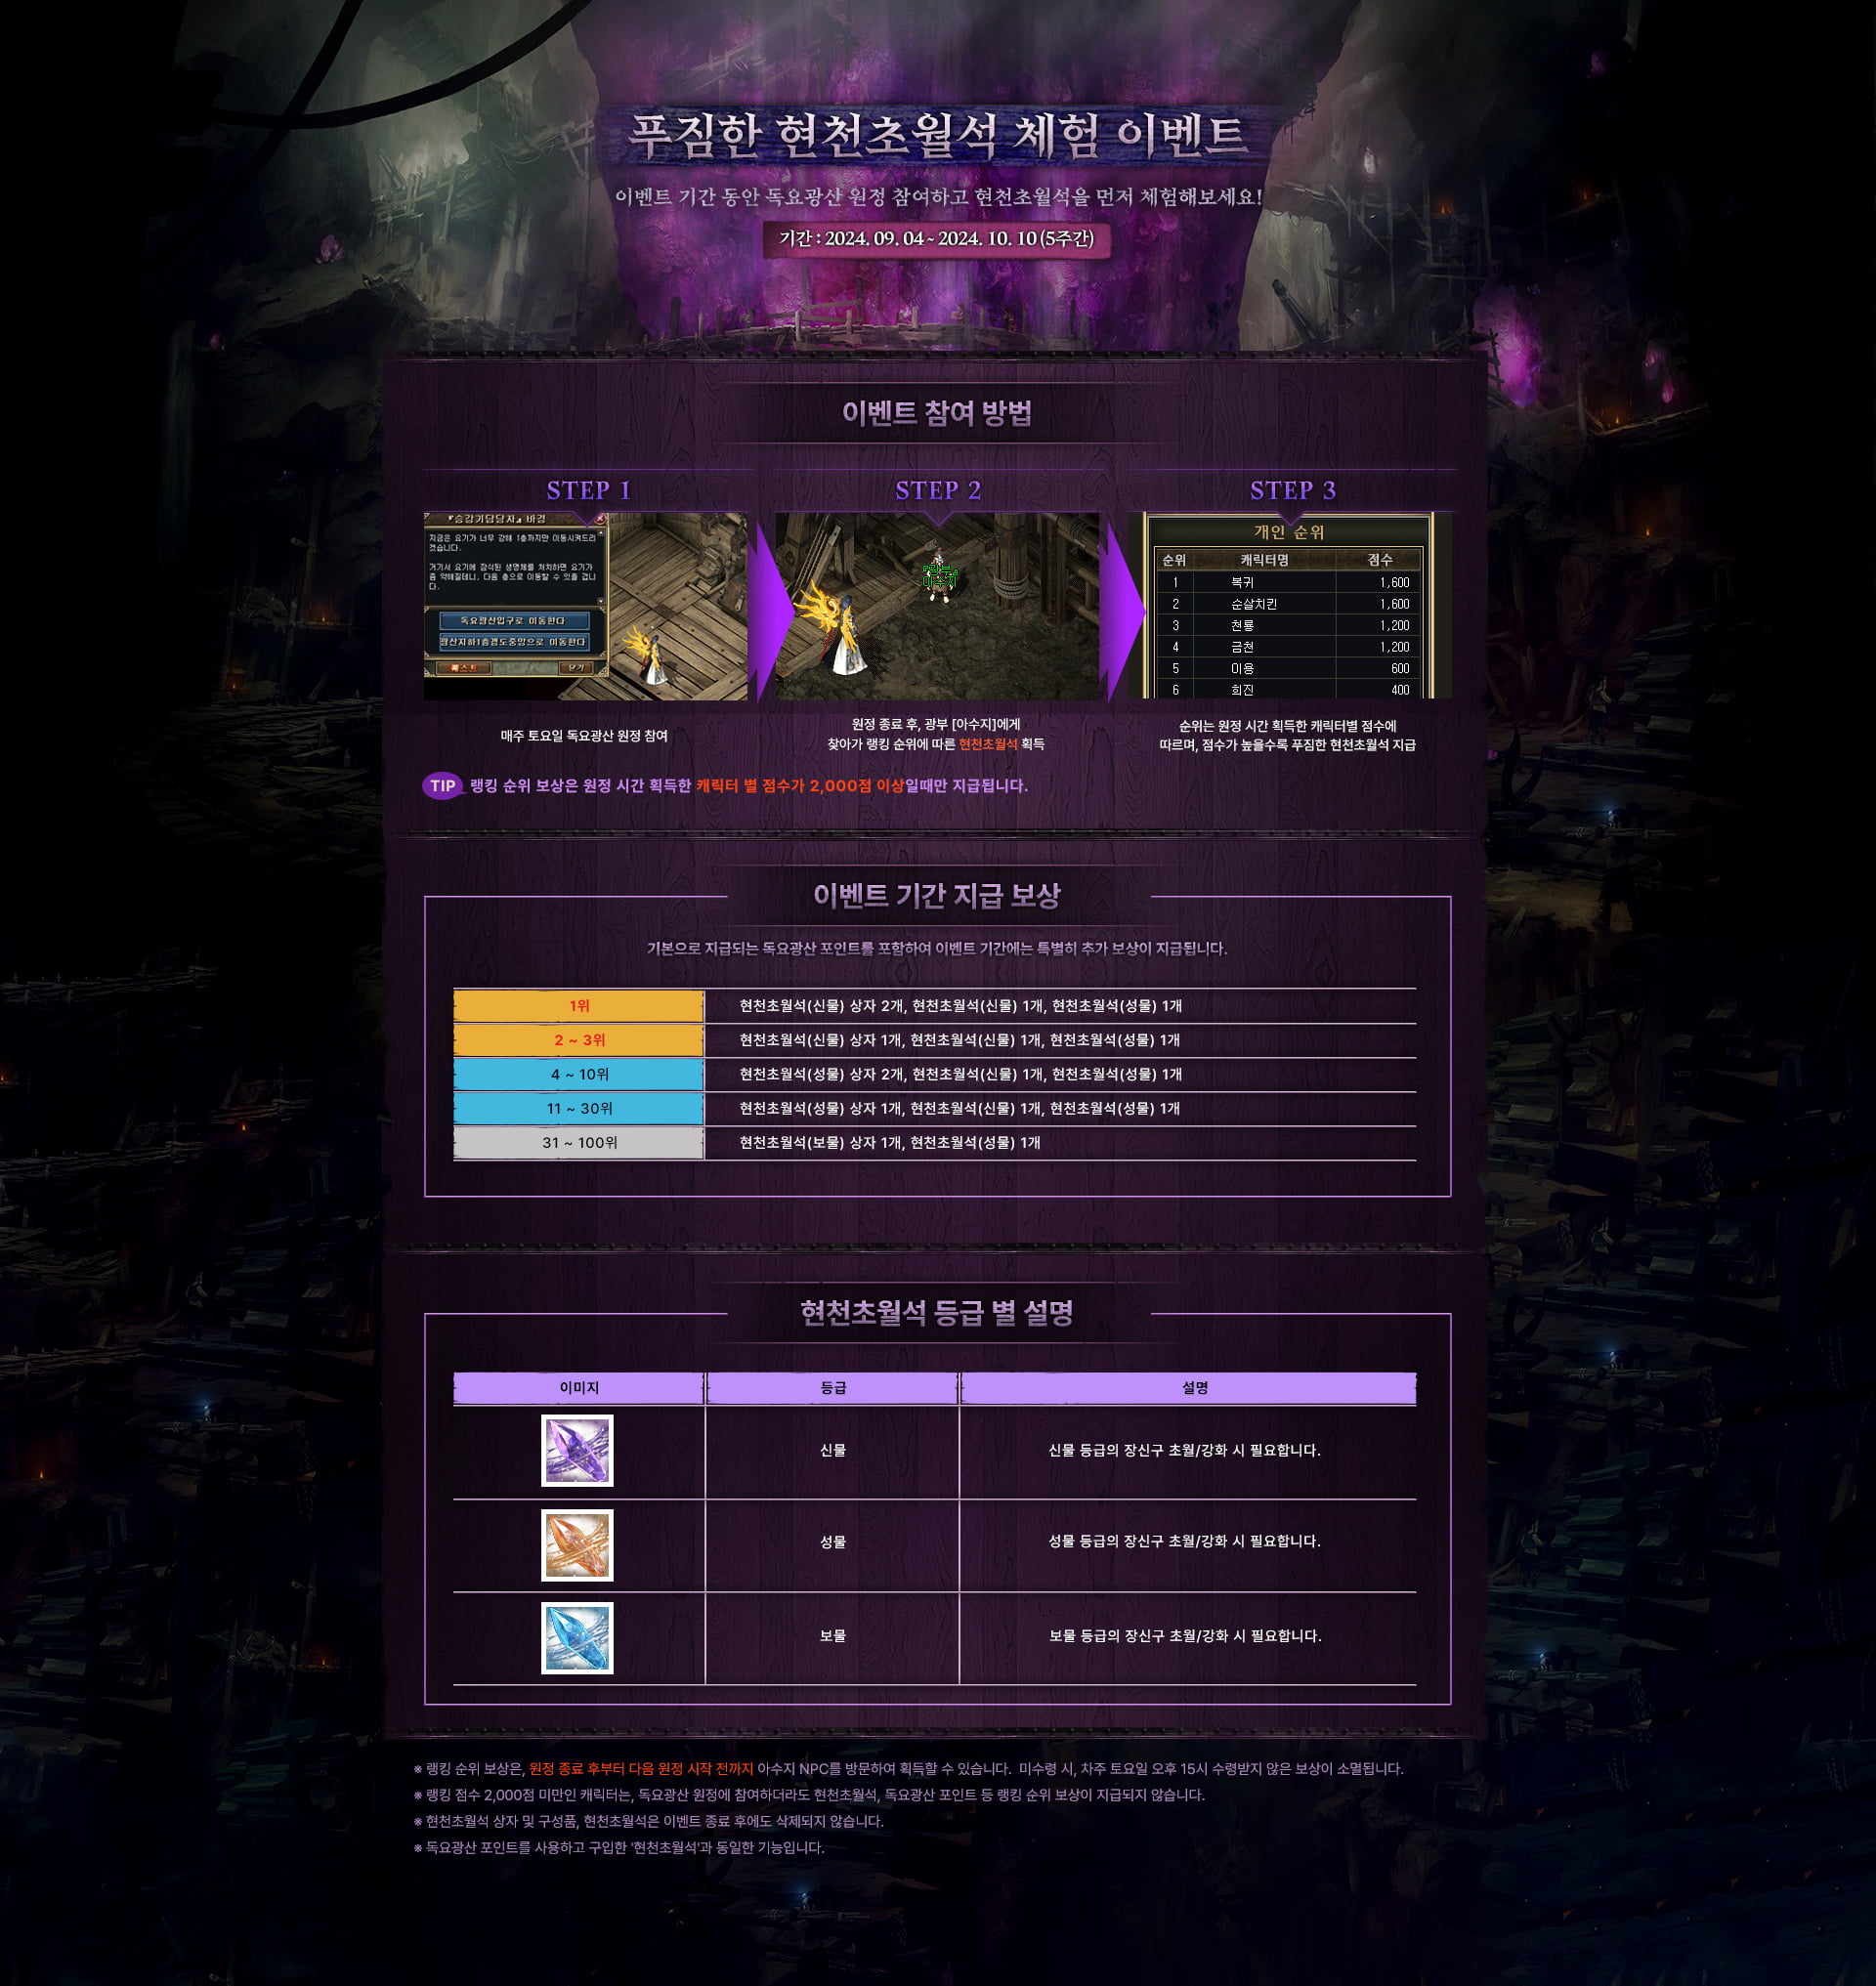 푸짐한 현천초월석 체험 이벤트
이벤트 기간 동안 독요광산 원정 참여하고 현천초월석을 먼저 체험해보세요!
기간 : 2024. 09. 04 ~ 2024. 10. 10 (5주간)
이벤트 참여 방법
STEP 1
『승강기담당자』 바경
지금은 요기가 너무 강해 1층까지만 이동시켜드리
겠습니다.
거기서 요기에 잠식된 생명체를 처치하면 요기가
좀 약해질테니, 다음 층으로 이동할 수 있을 겁니
다.
독요광산입구로 이동한다
광산지하1층갱도중앙으로 이동한다
퀘스트 닫기
매주 토요일 독요광산 원정 참여
STEP 2
광부
아수지
원정 종료 후, 광부 [아수지]에게
찾아가 랭킹 순위에 따른 현천초월석 획득
STEP 3
개인 순위
순위 캐릭터명 점수
1 복귀 1,600
2 순살치킨 1,600
3 천룡 1,200
4 금천 1,200
5 미용 600
6 희진 400
순위는 원정 시간 획득한 캐릭터별 점수에
따르며, 점수가 높을수록 푸짐한 현천초월석 지급
TIP 랭킹 순위 보상은 원정 시간 획득한 캐릭터 별 점수가 2,000점 이상일때만 지급됩니다.
이벤트 기간 지급 보상
기본으로 지급되는 독요광산 포인트를 포함하여 이벤트 기간에는 특별히 추가 보상이 지급됩니다.
1위 현천초월석(신물) 상자 2개, 현천초월석(신물) 1개, 현천초월석(성물) 1개
2 ~ 3위 현천초월석(신물) 상자 1개, 현천초월석(신물) 1개, 현천초월석(성물) 1개
4 ~ 10위 현천초월석(성물) 상자 2개, 현천초월석(신물) 1개, 현천초월석(성물) 1개
11 ~ 30위 현천초월석(성물) 상자 1개, 현천초월석(신물) 1개, 현천초월석(성물) 1개
31 ~ 100위 현천초월석(보물) 상자 1개, 현천초월석(성물) 1개
현천초월석 등급 별 설명
이미지 등급 설명
신물 신물 등급의 장신구 초월/강화 시 필요합니다.
성물 성물 등급의 장신구 초월/강화 시 필요합니다.
보물 보물 등급의 장신구 초월/강화 시 필요합니다.
※ 랭킹 순위 보상은, 원정 종료 후부터 다음 원정 시작 전까지 아수지 NPC를 방문하여 획득할 수 있습니다. 미수령 시, 차주 토요일 오후 15시 수령받지 않은 보상이 소멸됩니다.
※ 랭킹 점수 2,000점 미만인 캐릭터는, 독요광산 원정에 참여하더라도 현천초월석, 독요광산 포인트 등 랭킹 순위 보상이 지급되지 않습니다.
※ 현천초월석 상자 및 구성품, 현천초월석은 이벤트 종료 후에도 삭제되지 않습니다.
※ 독요광산 포인트를 사용하고 구입한 '현천초월석'과 동일한 기능입니다.